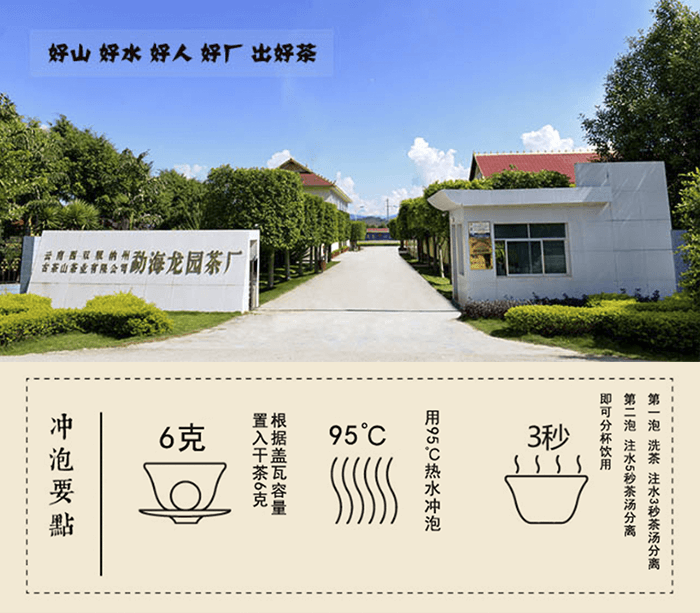 好山 好水 好人 好厂 出好茶
云南西双版纳州
古茶山茶业有限公司
勐海龙园茶厂
冲泡要點
6克
根据盖瓦容量
置入干茶6克
95℃
用95℃热水冲泡
3秒
第一泡 洗茶 注水3秒茶汤分离
第二泡 注水5秒茶汤分离
即可分杯饮用